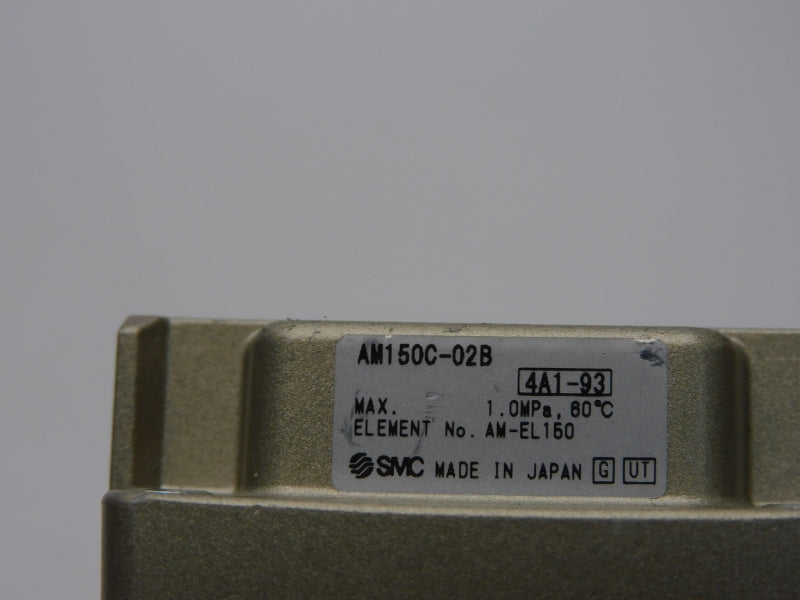 AM150C-02B
4A1-93
MAX. 1.0MPa, 60℃
ELEMENT No. AM-EL150
SMC MADE IN JAPAN G UT